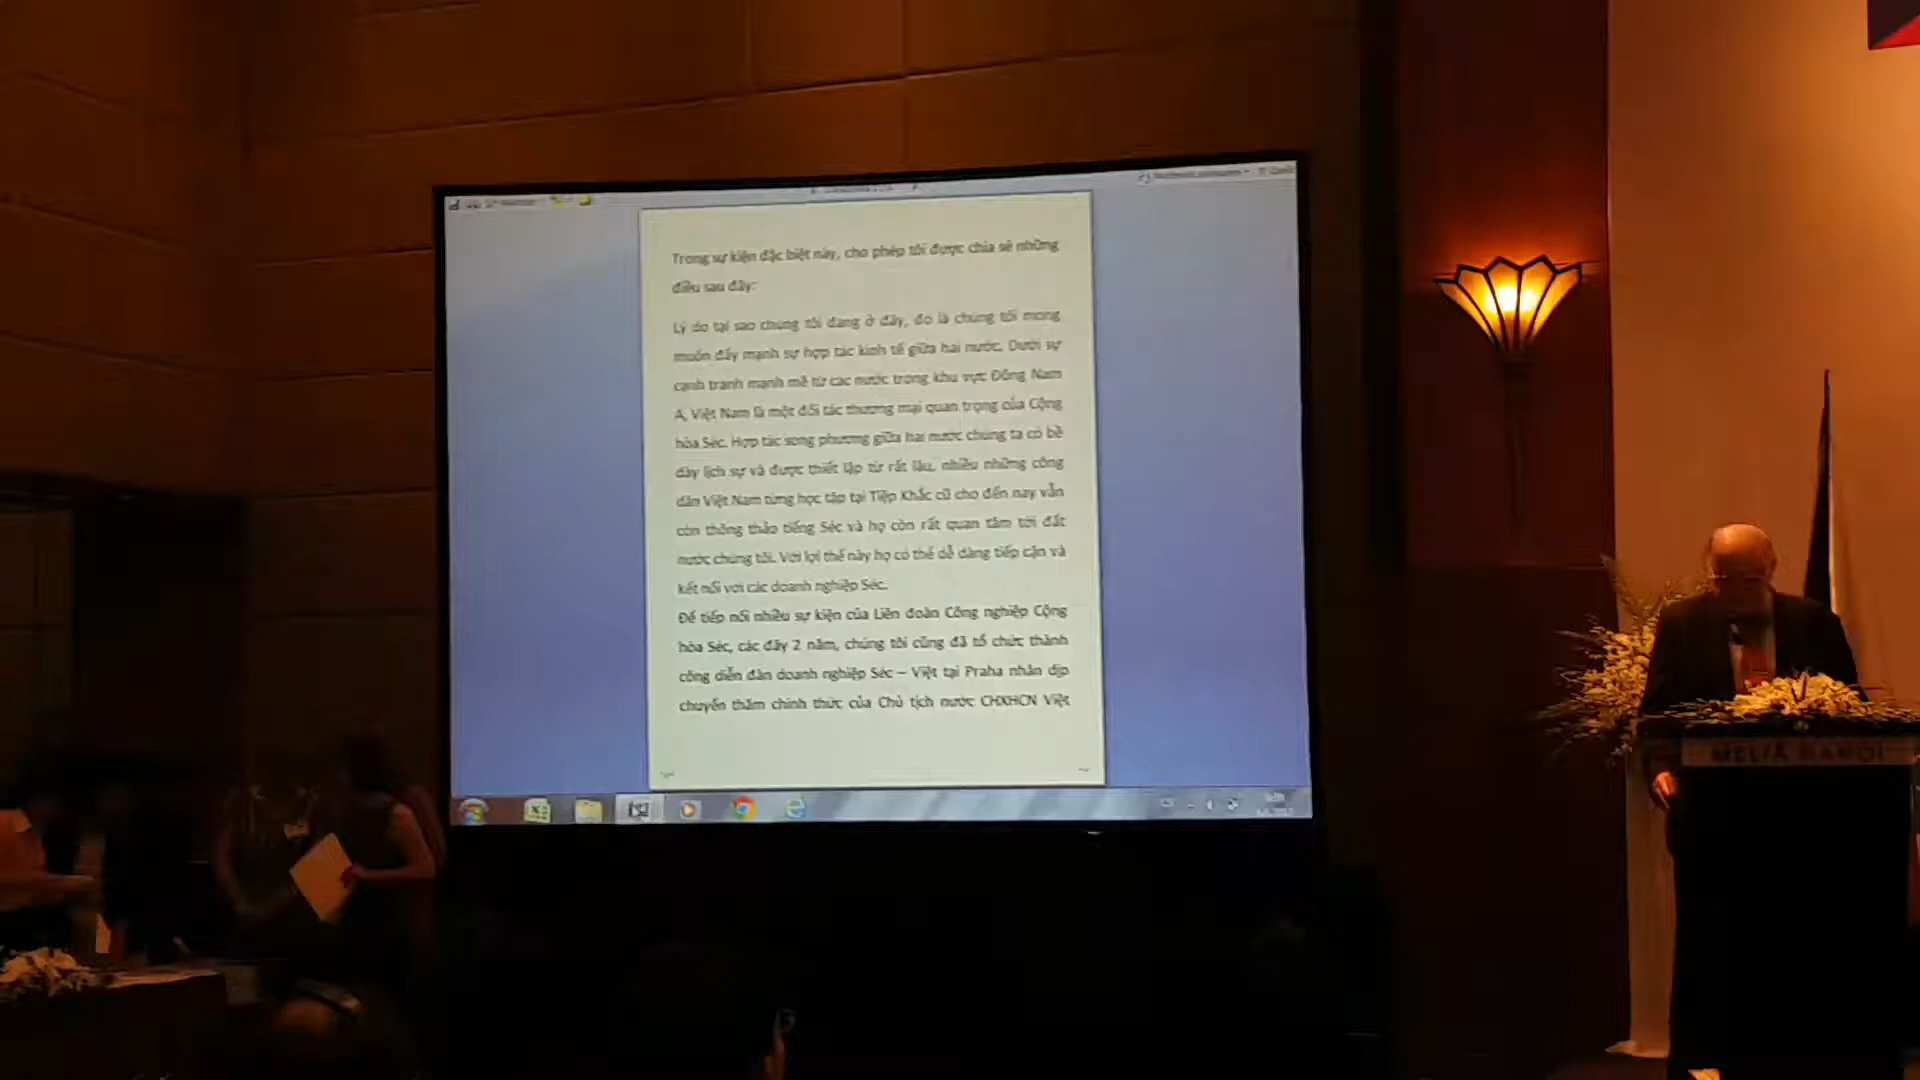 Trong sự kiện đặc biệt này, cho phép tôi được chia sẻ những
điều sau đây:
Lý do tại sao chúng tôi đang ở đây, đó là chúng tôi mong
muốn đẩy mạnh sự hợp tác kinh tế giữa hai nước. Dưới sự
cạnh tranh mạnh mẽ từ các nước trong khu vực Đông Nam
Á, Việt Nam là một đối tác thương mại quan trọng của Cộng
hòa Séc. Hợp tác song phương giữa hai nước chúng ta có bề
dày lịch sự và được thiết lập từ rất lâu, nhiều những công
dân Việt Nam từng học tập tại Tiệp Khắc cũ cho đến nay vẫn
còn thông thảo tiếng Séc và họ còn rất quan tâm tới đất
nước chúng tôi. Với lợi thế này họ có thể dễ dàng tiếp cận và
kết nối với các doanh nghiệp Séc.
Để tiếp nối nhiều sự kiện của Liên đoàn Công nghiệp Cộng
hòa Séc, các đây 2 năm, chúng tôi cũng đã tổ chức thành
công diễn đàn doanh nghiệp Séc – Việt tại Praha nhân dịp
chuyến thăm chính thức của Chủ tịch nước CHXHCN Việt
MELIÃ HANOI